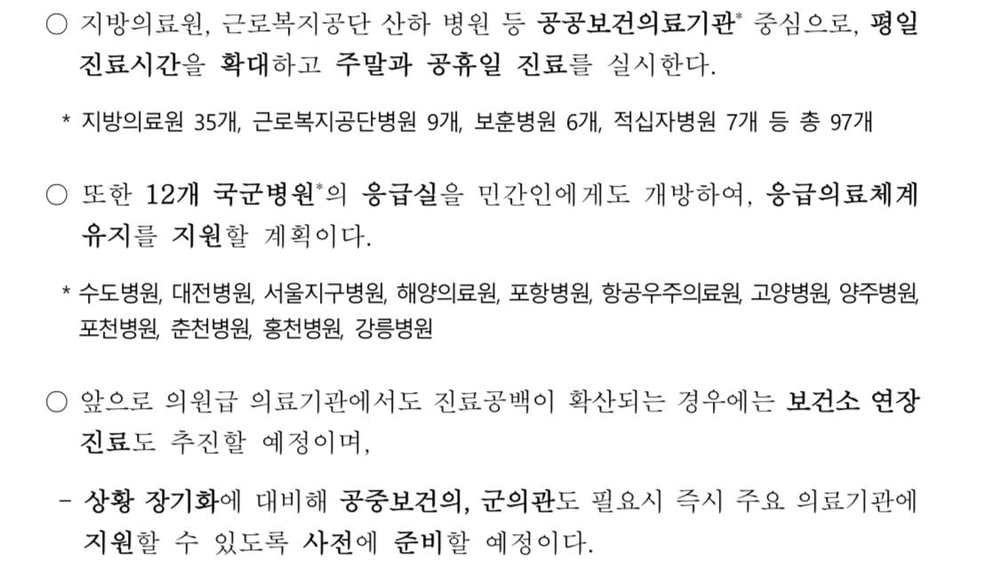 ○ 지방의료원, 근로복지공단 산하 병원 등 공공보건의료기관* 중심으로, 평일
진료시간을 확대하고 주말과 공휴일 진료를 실시한다.
* 지방의료원 35개, 근로복지공단병원 9개, 보훈병원 6개, 적십자병원 7개 등 총 97개
○ 또한 12개 국군병원*의 응급실을 민간인에게도 개방하여, 응급의료체계
유지를 지원할 계획이다.
* 수도병원, 대전병원, 서울지구병원, 해양의료원, 포항병원, 항공우주의료원, 고양병원, 양주병원,
포천병원, 춘천병원, 홍천병원, 강릉병원
○ 앞으로 의원급 의료기관에서도 진료공백이 확산되는 경우에는 보건소 연장
진료도 추진할 예정이며,
- 상황 장기화에 대비해 공중보건의, 군의관도 필요시 즉시 주요 의료기관에
지원할 수 있도록 사전에 준비할 예정이다.